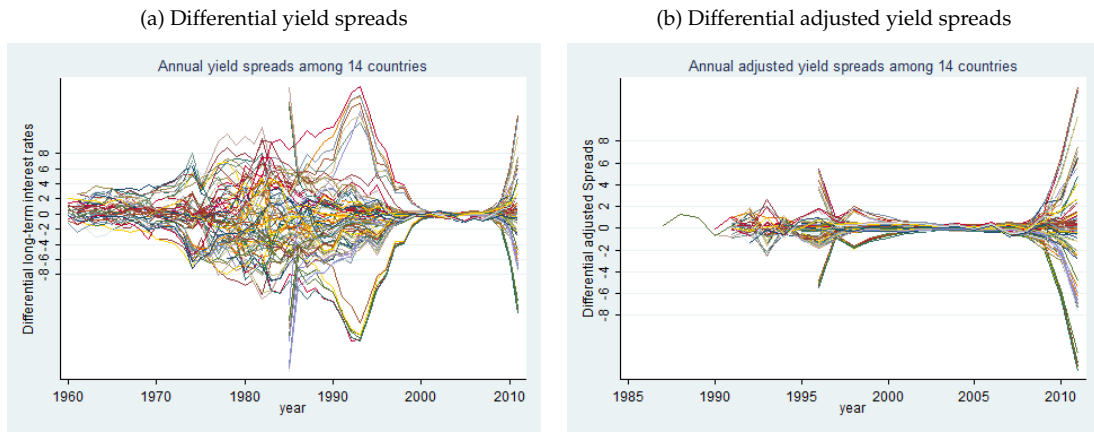 (a) Differential yield spreads
Annual yield spreads among 14 countries
Differential long-term interest rates
8
6
4
2
0
-2
-4
-6
-8
1960 1970 1980 1990 2000 2010
year
(b) Differential adjusted yield spreads
Annual adjusted yield spreads among 14 countries
Differential adjusted Spreads
8
6
4
2
0
-2
-4
-6
-8
1985 1990 1995 2000 2005 2010
year